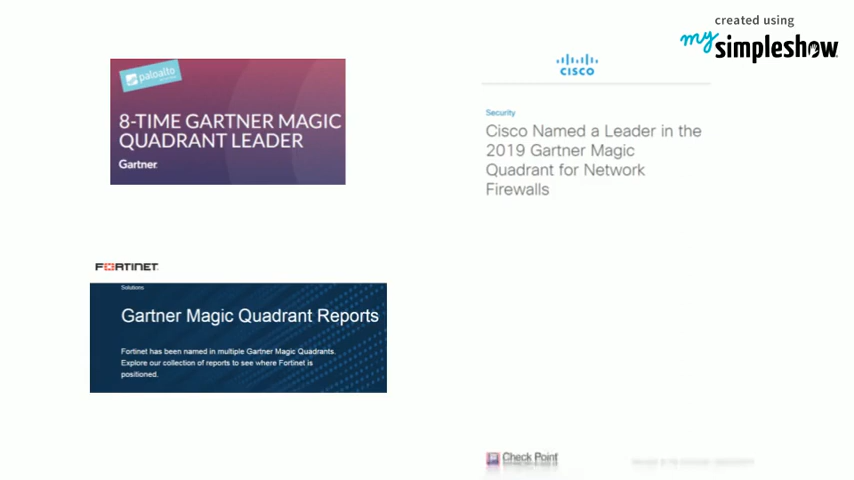 created using
my simpleshow
paloalto
8-TIME GARTNER MAGIC
QUADRANT LEADER
Gartner
CISCO
Security
Cisco Named a Leader in the
2019 Gartner Magic
Quadrant for Network
Firewalls
FORTINET
Solutions
Gartner Magic Quadrant Reports
Fortinet has been named in multiple Gartner Magic Quadrants.
Explore our collection of reports to see where Fortinet is
positioned.
Check Point